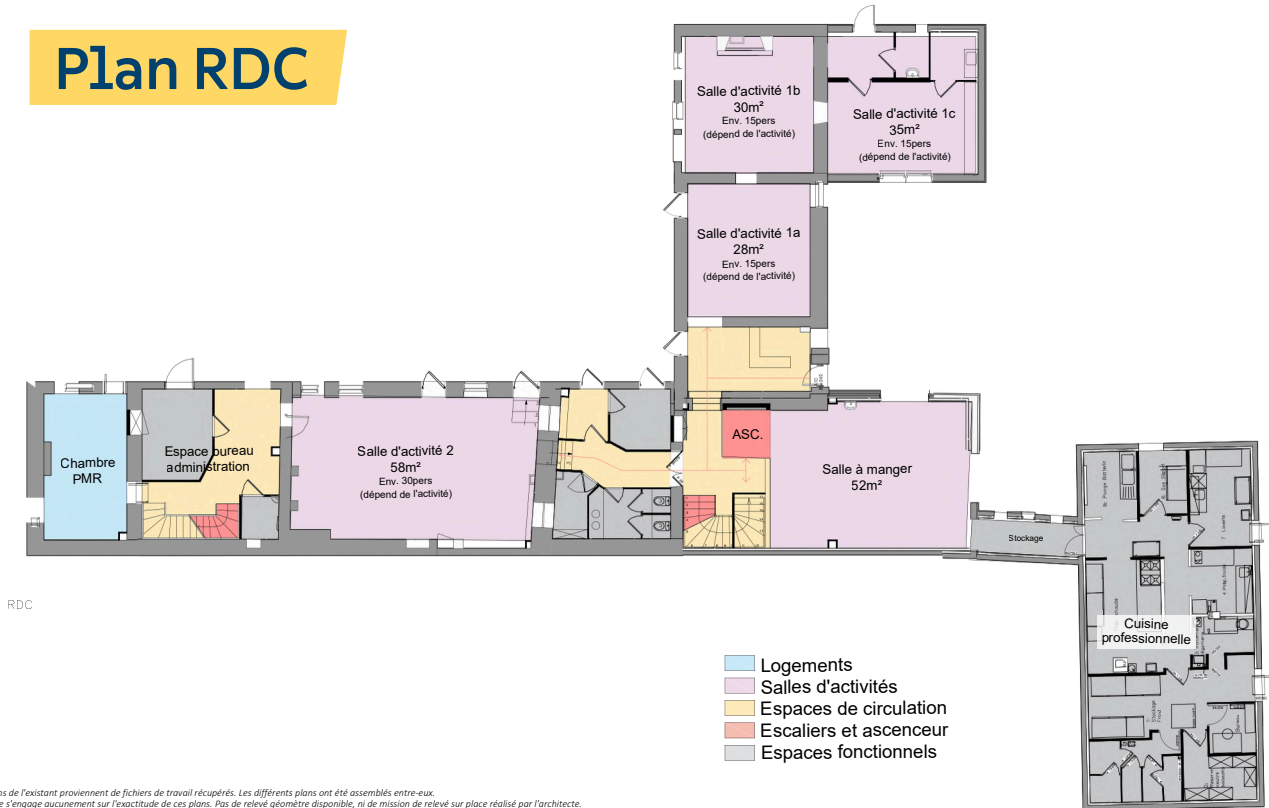 Plan RDC
Salle d'activité 1b
30m²
Env. 15pers
(dépend de l'activité)
Salle d'activité 1c
35m²
Env. 15pers
(dépend de l'activité)
Salle d'activité 1a
28m²
Env. 15pers
(dépend de l'activité)
Chambre
PMR
Espace bureau
administration
Salle d'activité 2
58m²
Env. 30pers
(dépend de l'activité)
ASC.
Salle à manger
52m²
Stockage
Cuisine
professionnelle
RDC
Logements
Salles d'activités
Espaces de circulation
Escaliers et ascenceur
Espaces fonctionnels
ns de l'existant proviennent de fichiers de travail récupérés. Les différents plans ont été assemblés entre-eux.
e s'engage aucunement sur l'exactitude de ces plans. Pas de relevé géomètre disponible, ni de mission de relevé sur place réalisé par l'architecte.